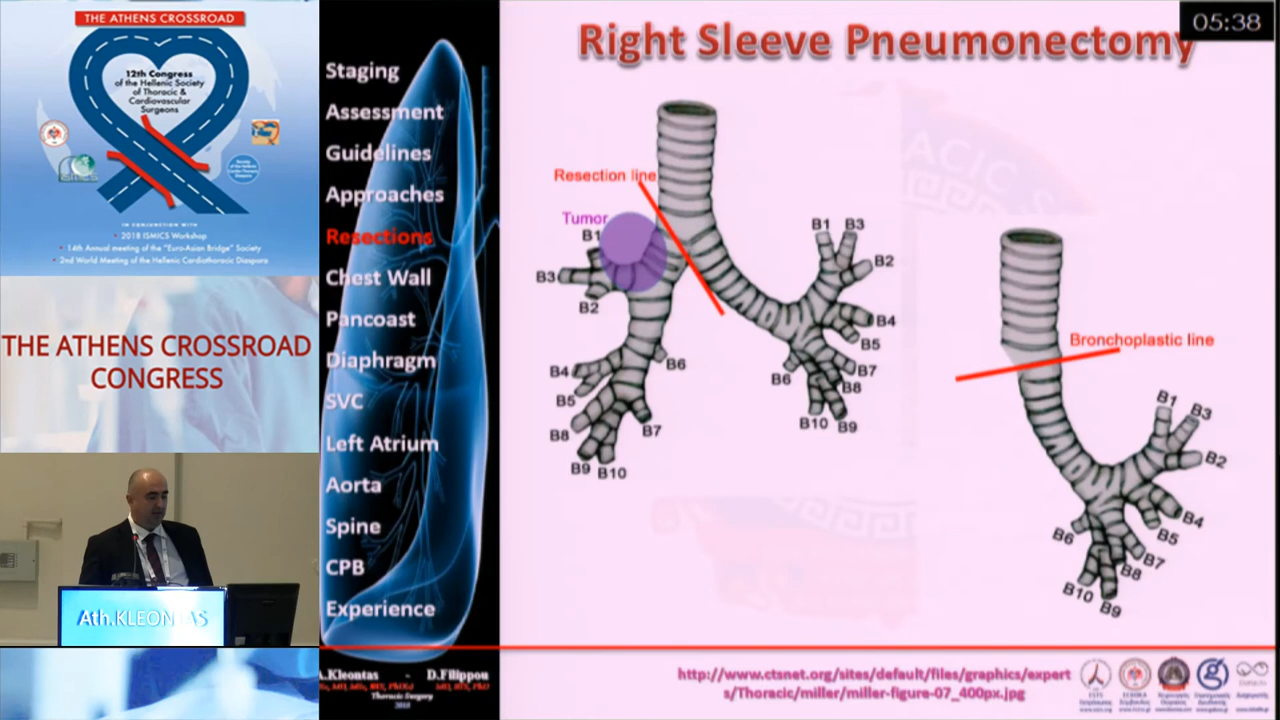 THE ATHENS CROSSROAD
12th Congress
of the Hellenic Society
of Thoracic &
Cardiovascular
Surgeons
IN CONJUNCTION WITH
• 2018 ISMICS Workshop
• 14th Annual meeting of the "Euro-Asian Bridge" Society
• 2nd World Meeting of the Hellenic Cardiothoracic Diaspora
THE ATHENS CROSSROAD
CONGRESS
Ath.KLEONTAS
Staging
Assessment
Guidelines
Approaches
Resections
Chest Wall
Pancoast
Diaphragm
SVC
Left Atrium
Aorta
Spine
CPB
Experience
A.Kleontas - D.Filippou
Thoracic Surgery
2018
05:38
Right Sleeve Pneumonectomy
Resection line
Tumor
B1
B3
B2
B6
B4
B5
B8
B7
B9
B10
B1
B3
B2
B4
B5
B6
B7
B8
B10
B9
Bronchoplastic line
B1
B3
B2
B4
B5
B6
B7
B8
B10
B9
http://www.ctsnet.org/sites/default/files/graphics/expert
s/Thoracic/miller/miller-figure-07_400px.jpg